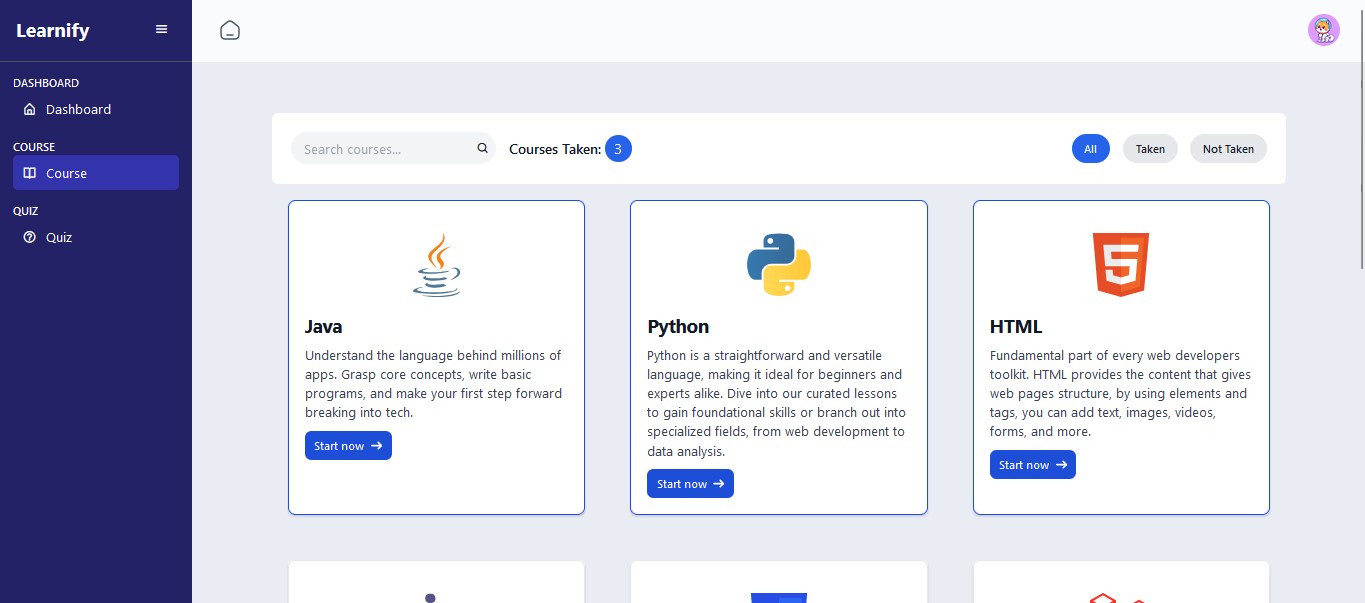 Learnify
DASHBOARD
Dashboard
COURSE
Course
QUIZ
Quiz
Search courses...
Courses Taken: 3
All
Taken
Not Taken
Java
Understand the language behind millions of
apps. Grasp core concepts, write basic
programs, and make your first step forward
breaking into tech.
Start now
Python
Python is a straightforward and versatile
language, making it ideal for beginners and
experts alike. Dive into our curated lessons
to gain foundational skills or branch out into
specialized fields, from web development to
data analysis.
Start now
HTML
Fundamental part of every web developers
toolkit. HTML provides the content that gives
web pages structure, by using elements and
tags, you can add text, images, videos,
forms, and more.
Start now